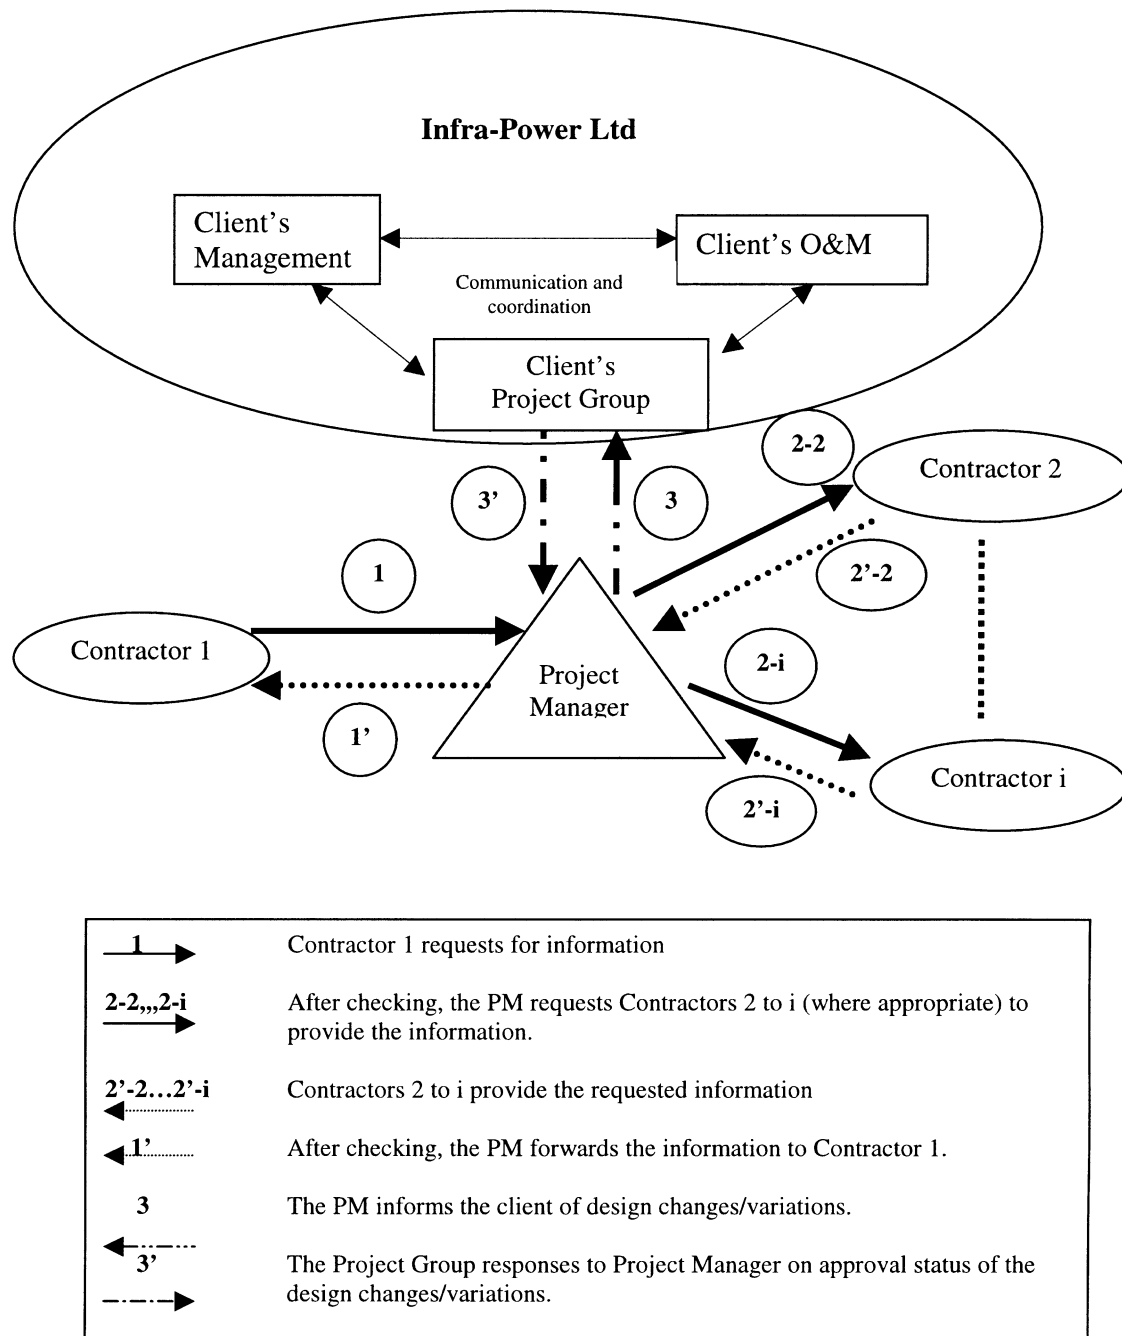 Infra-Power Ltd
Client's
Management
Client's O&M
Communication and
coordination
Client's
Project Group
2-2
Contractor 2
3'
3
2'-2
1
Contractor 1
2-i
Project
Manager
1'
Contractor i
2'-i
1 Contractor 1 requests for information
2-2,,,2-i After checking, the PM requests Contractors 2 to i (where appropriate) to
provide the information.
2'-2...2'-i Contractors 2 to i provide the requested information
1' After checking, the PM forwards the information to Contractor 1.
3 The PM informs the client of design changes/variations.
3' The Project Group responses to Project Manager on approval status of the
design changes/variations.